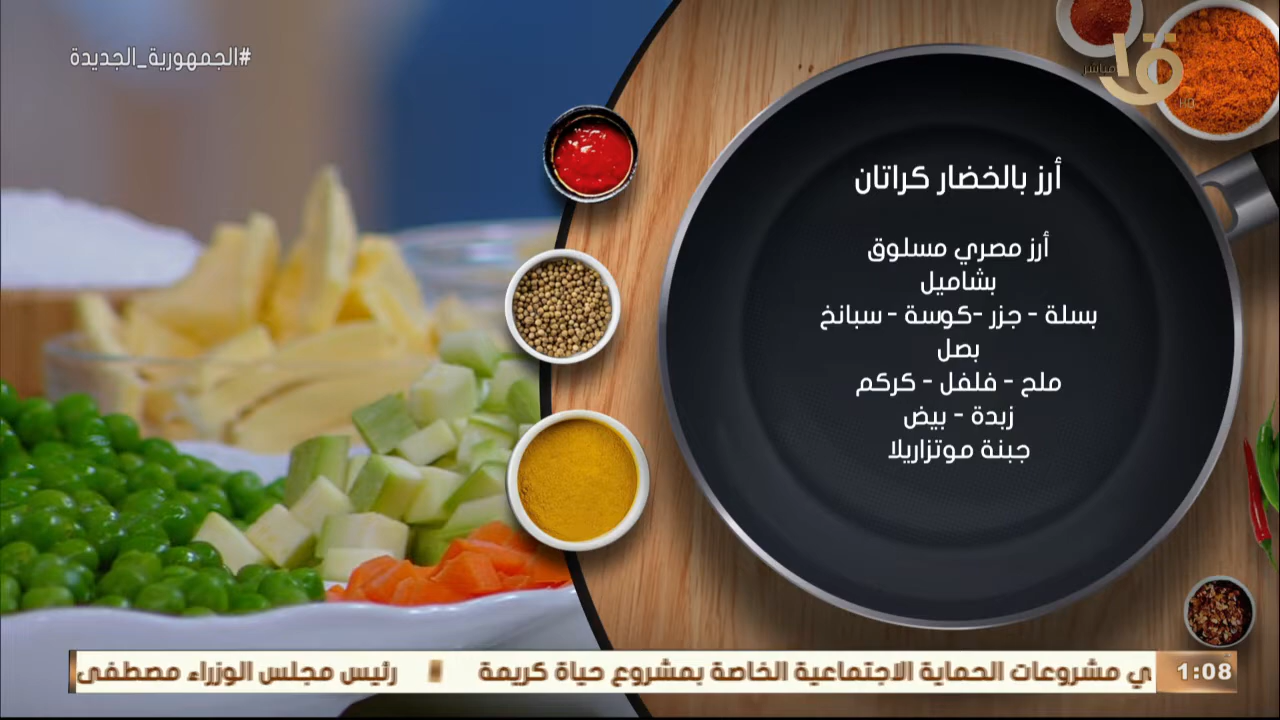 #الجمهورية_الجديدة
مباشر
أرز بالخضار كراتان
أرز مصري مسلوق
بشاميل
بسلة - جزر -كوسة - سبانخ
بصل
ملح - فلفل - كركم
زبدة - بيض
جبنة موتزاريلا
1:08
ي مشروعات الحماية الاجتماعية الخاصة بمشروع حياة كريمة
رئيس مجلس الوزراء مصطفى